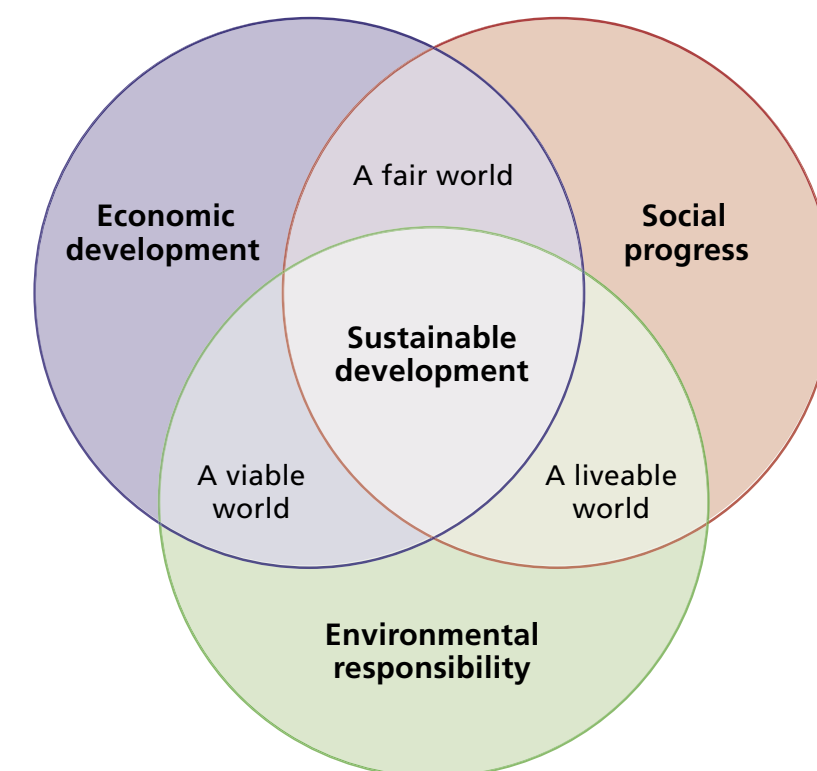 A fair world
Economic
development
Social
progress
Sustainable
development
A viable
world
A liveable
world
Environmental
responsibility